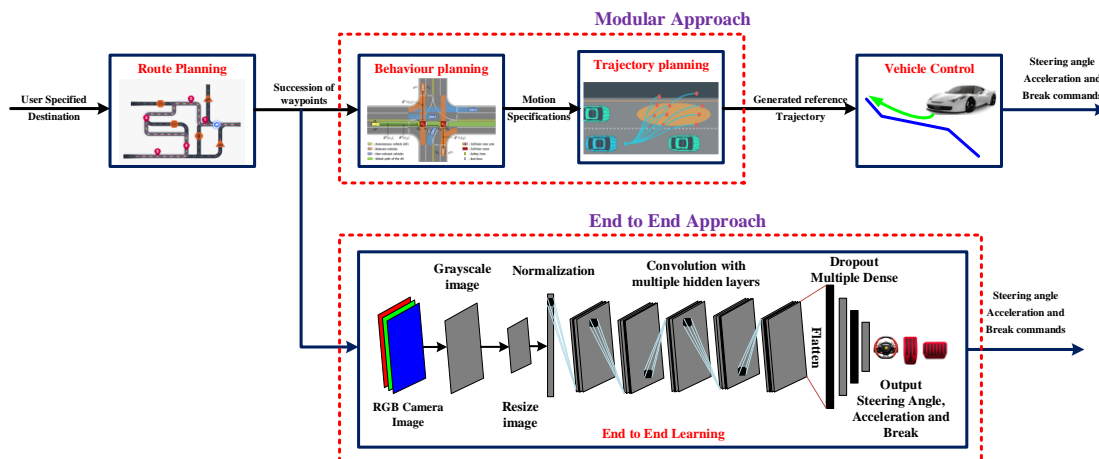 Modular Approach
Route Planning
Behaviour planning
Trajectory planning
Vehicle Control
User Specified
Destination
Succession of
waypoints
Motion
Specifications
Generated reference
Trajectory
Steering angle
Acceleration and
Break commands
End to End Approach
Grayscale
image
Normalization
Convolution with
multiple hidden layers
Dropout
Multiple Dense
Flatten
RGB Camera
Image
Resize
image
Output
Steering Angle,
Acceleration and
Break
End to End Learning
Steering angle
Acceleration and
Break commands